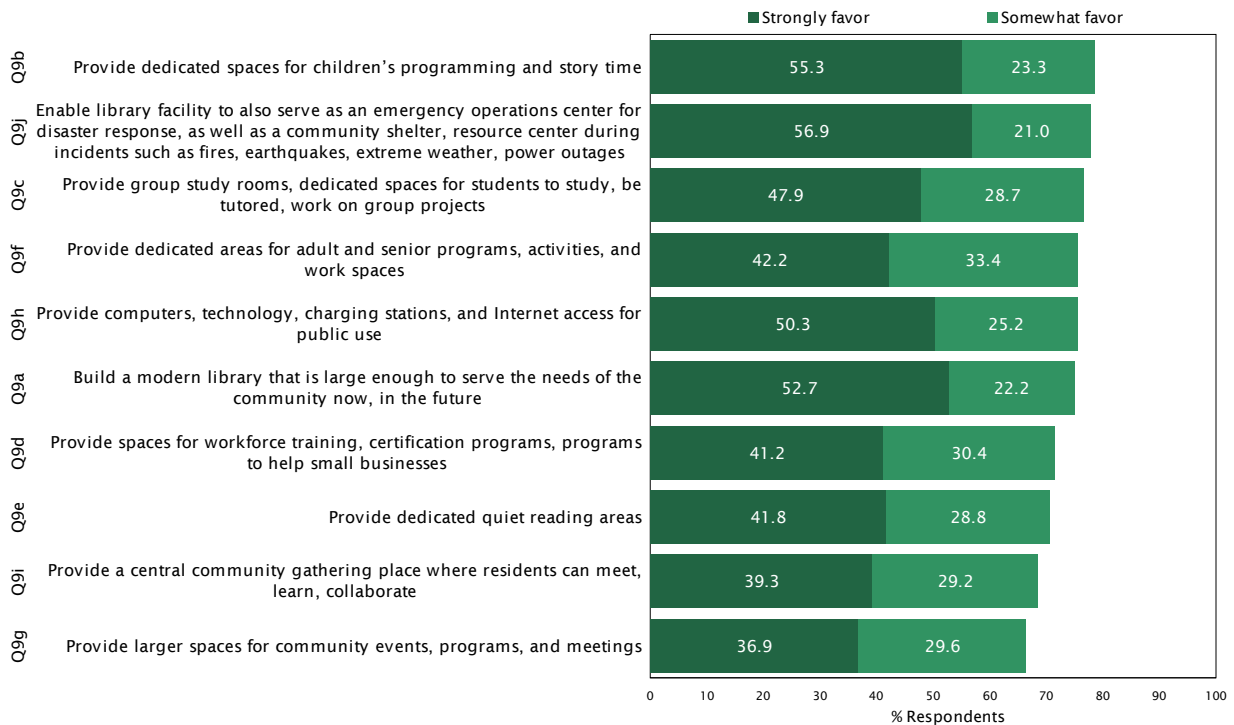 Strongly favor Somewhat favor
Q9b Provide dedicated spaces for children’s programming and story time 55.3 23.3
Q9j Enable library facility to also serve as an emergency operations center for
disaster response, as well as a community shelter, resource center during
incidents such as fires, earthquakes, extreme weather, power outages
56.9 21.0
Q9c Provide group study rooms, dedicated spaces for students to study, be
tutored, work on group projects
47.9 28.7
Q9f Provide dedicated areas for adult and senior programs, activities, and
work spaces
42.2 33.4
Q9h Provide computers, technology, charging stations, and Internet access for
public use
50.3 25.2
Q9a Build a modern library that is large enough to serve the needs of the
community now, in the future
52.7 22.2
Q9d Provide spaces for workforce training, certification programs, programs
to help small businesses
41.2 30.4
Q9e Provide dedicated quiet reading areas 41.8 28.8
Q9i Provide a central community gathering place where residents can meet,
learn, collaborate
39.3 29.2
Q9g Provide larger spaces for community events, programs, and meetings 36.9 29.6
0 10 20 30 40 50 60 70 80 90 100
% Respondents